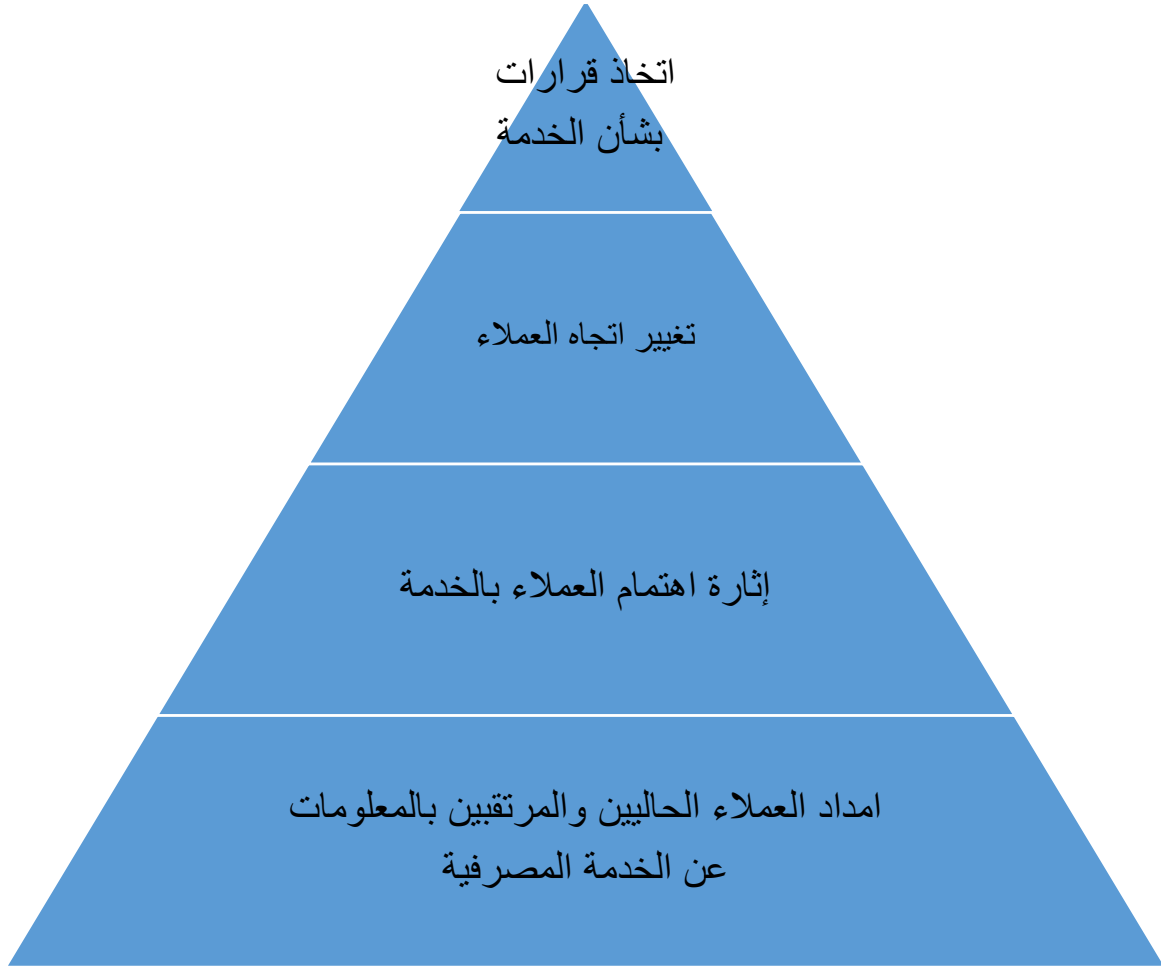 اتخاذ قرارات
بشأن الخدمة
تغيير اتجاه العملاء
إثارة اهتمام العملاء بالخدمة
امداد العملاء الحاليين والمرتقبين بالمعلومات
عن الخدمة المصرفية